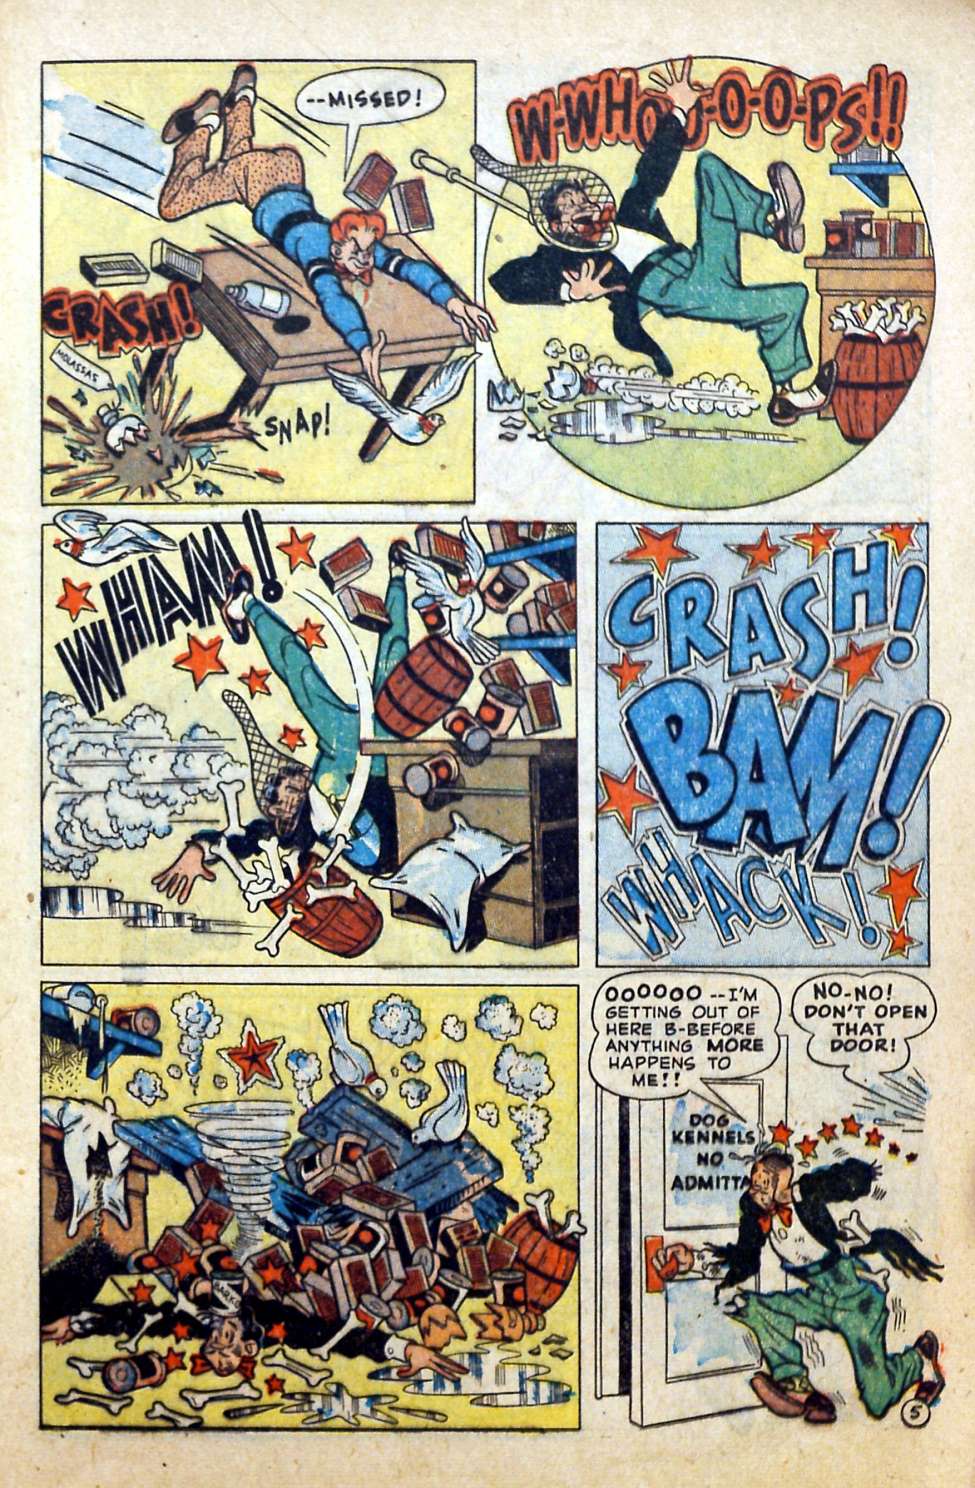 --MISSED!
CRASH!
MOLASSAS
SNAP!
W-WHOO-O-O-O-PS!!
WHAM!
CRASH!
BAM!
WHACK!
OOOOOO --I'M
GETTING OUT OF
HERE B-BEFORE
ANYTHING MORE
HAPPENS TO
ME!!
NO-NO!
DON'T OPEN
THAT
DOOR!
DOG
KENNELS
NO
ADMITTA
5